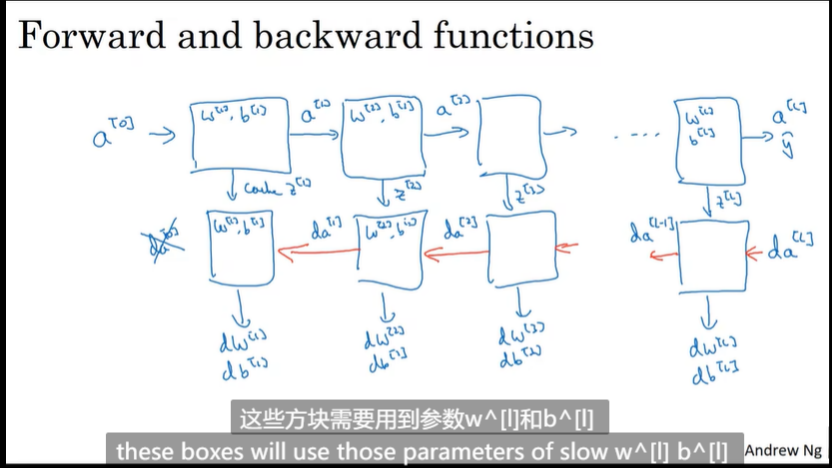 Forward and backward functions
a^[0] → w^[1], b^[1] a^[1] w^[2], b^[2] a^[2] → → .... w^[L] b^[L] → a^[L] ŷ
cache z^[1] z^[2] z^[3] z^[L]
da^[0] w^[1], b^[1] da^[1] w^[2], b^[2] da^[2] da^[L-1] da^[L]
dw^[1] dw^[2] dw^[3] dw^[L]
db^[1] db^[2] db^[3] db^[L]
这些方块需要用到参数w^[l]和b^[l]
these boxes will use those parameters of slow w^[l] b^[l]
Andrew Ng